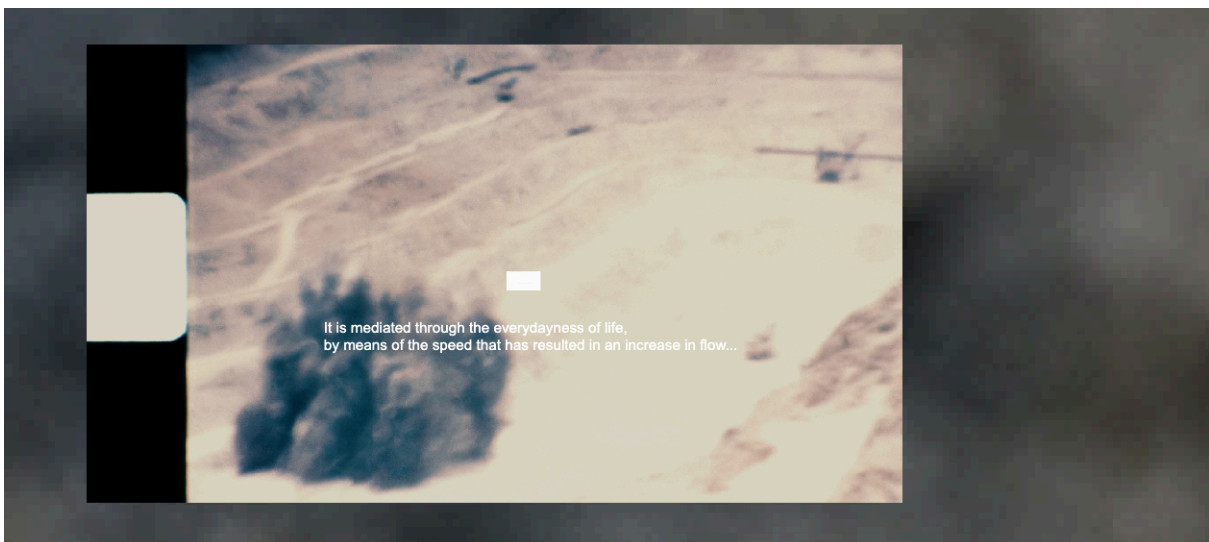 It is mediated through the everydayness of life,
by means of the speed that has resulted in an increase in flow...